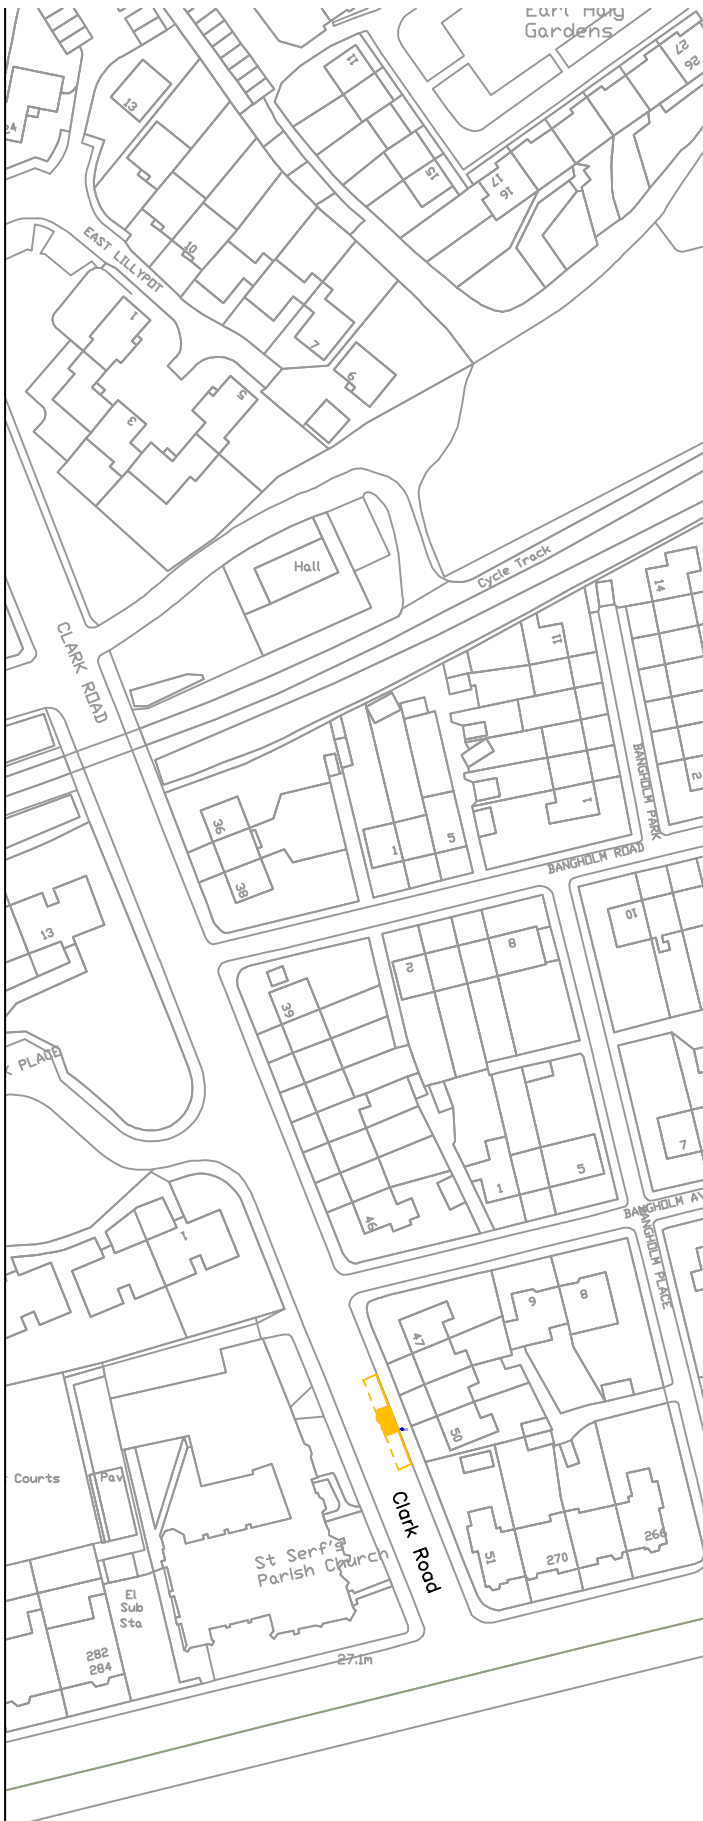 Earl Haig
Gardens
27
26
11
13
24
15
17
16
10
EAST LILLYPOT
1
7
6
5
3
Cycle Track
Hall
14
11
CLARK ROAD
BANGHOLM PARK
2
1
36
1
5
BANGHOLM ROAD
38
10
13
8
2
39
K PLACE
7
5
1
BANGHOLM AV
46
BANGHOLM PLACE
1
9
8
47
50
Courts
Pav
Clark Road
266
St Serf's
Parish Church
51
270
El
Sub
Sta
282
284
27.1m